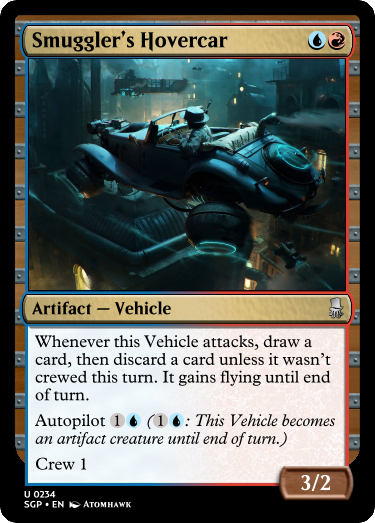 Smuggler's Hovercar
Artifact — Vehicle
Whenever this Vehicle attacks, draw a
card, then discard a card unless it wasn't
crewed this turn. It gains flying until end
of turn.
Autopilot 1 (1: This Vehicle becomes
an artifact creature until end of turn.)
Crew 1
3/2
U 0234
SGP • EN Atomhawk